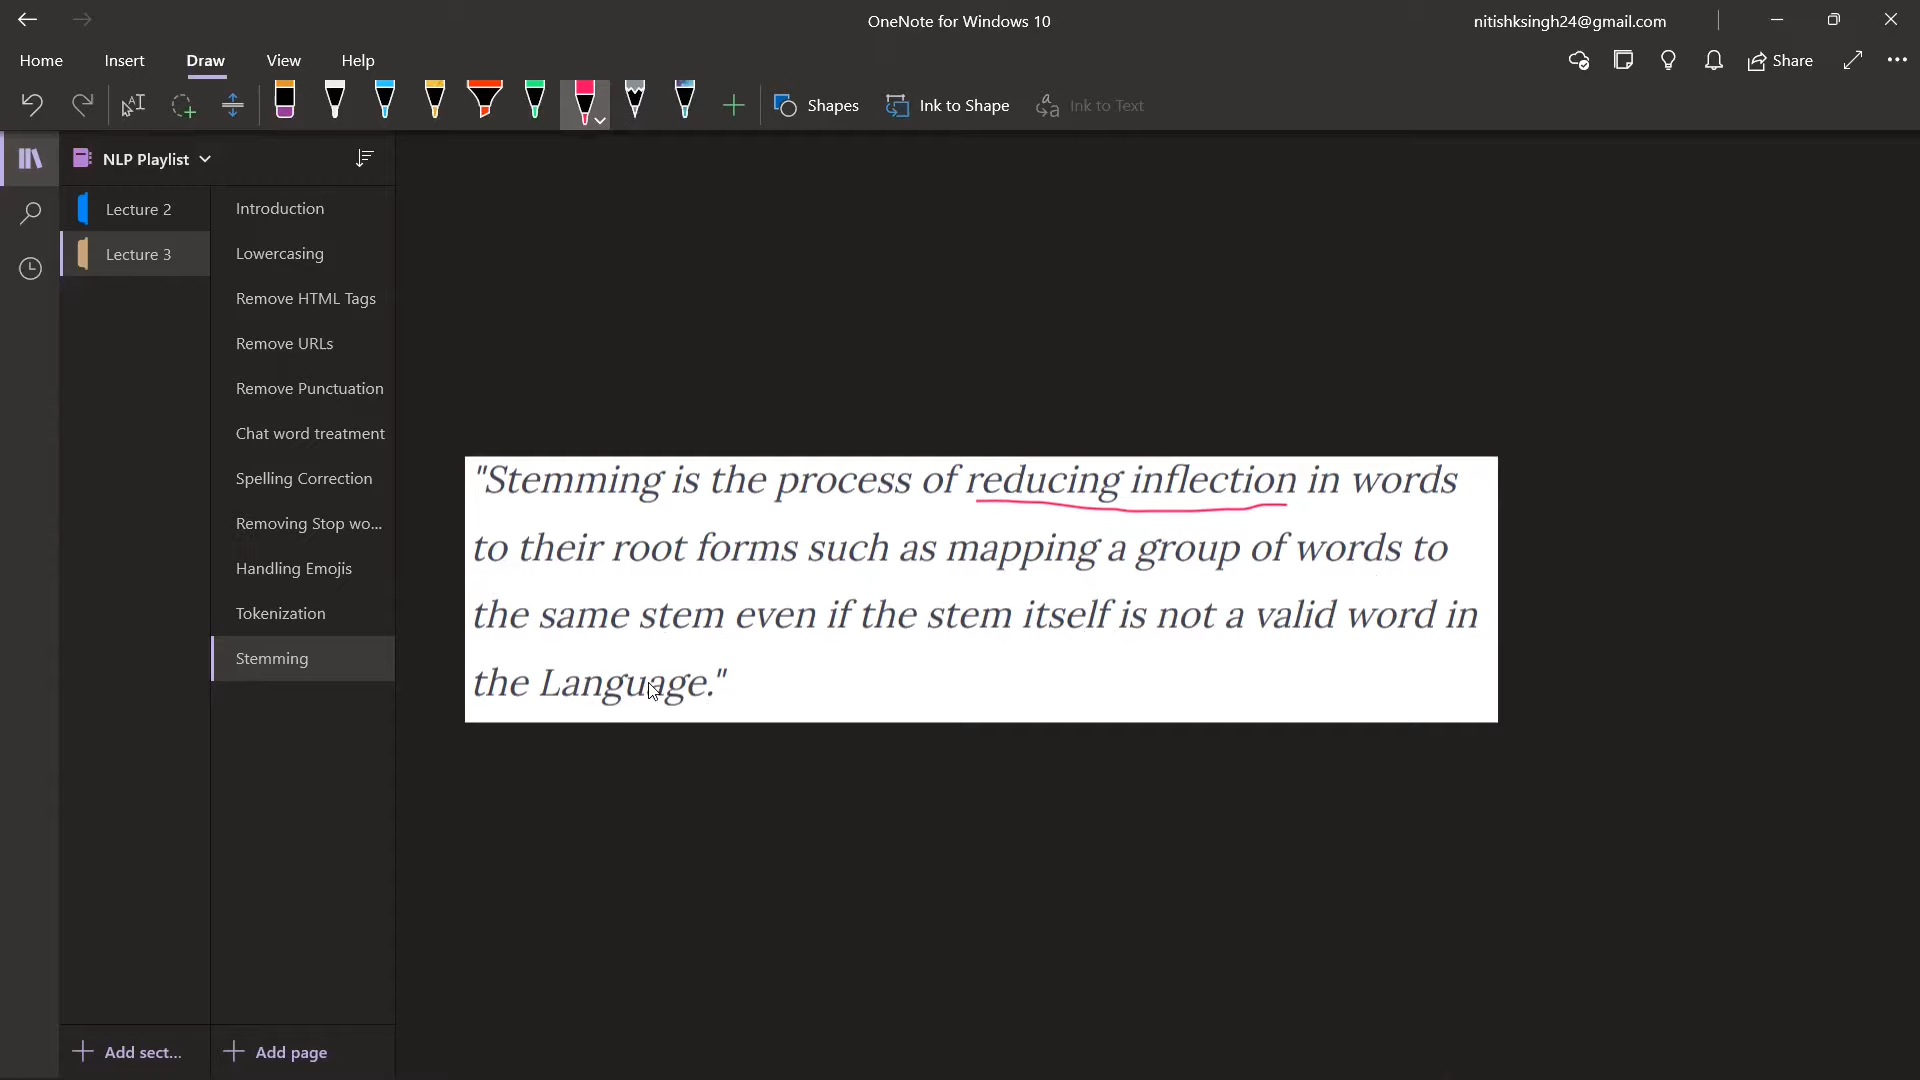 OneNote for Windows 10
nitishksingh24@gmail.com
Home Insert Draw View Help
Share
Shapes Ink to Shape Ink to Text
NLP Playlist
Lecture 2
Lecture 3
Introduction
Lowercasing
Remove HTML Tags
Remove URLs
Remove Punctuation
Chat word treatment
Spelling Correction
Removing Stop wo...
Handling Emojis
Tokenization
Stemming
"Stemming is the process of reducing inflection in words
to their root forms such as mapping a group of words to
the same stem even if the stem itself is not a valid word in
the Language."
Add sect...
Add page